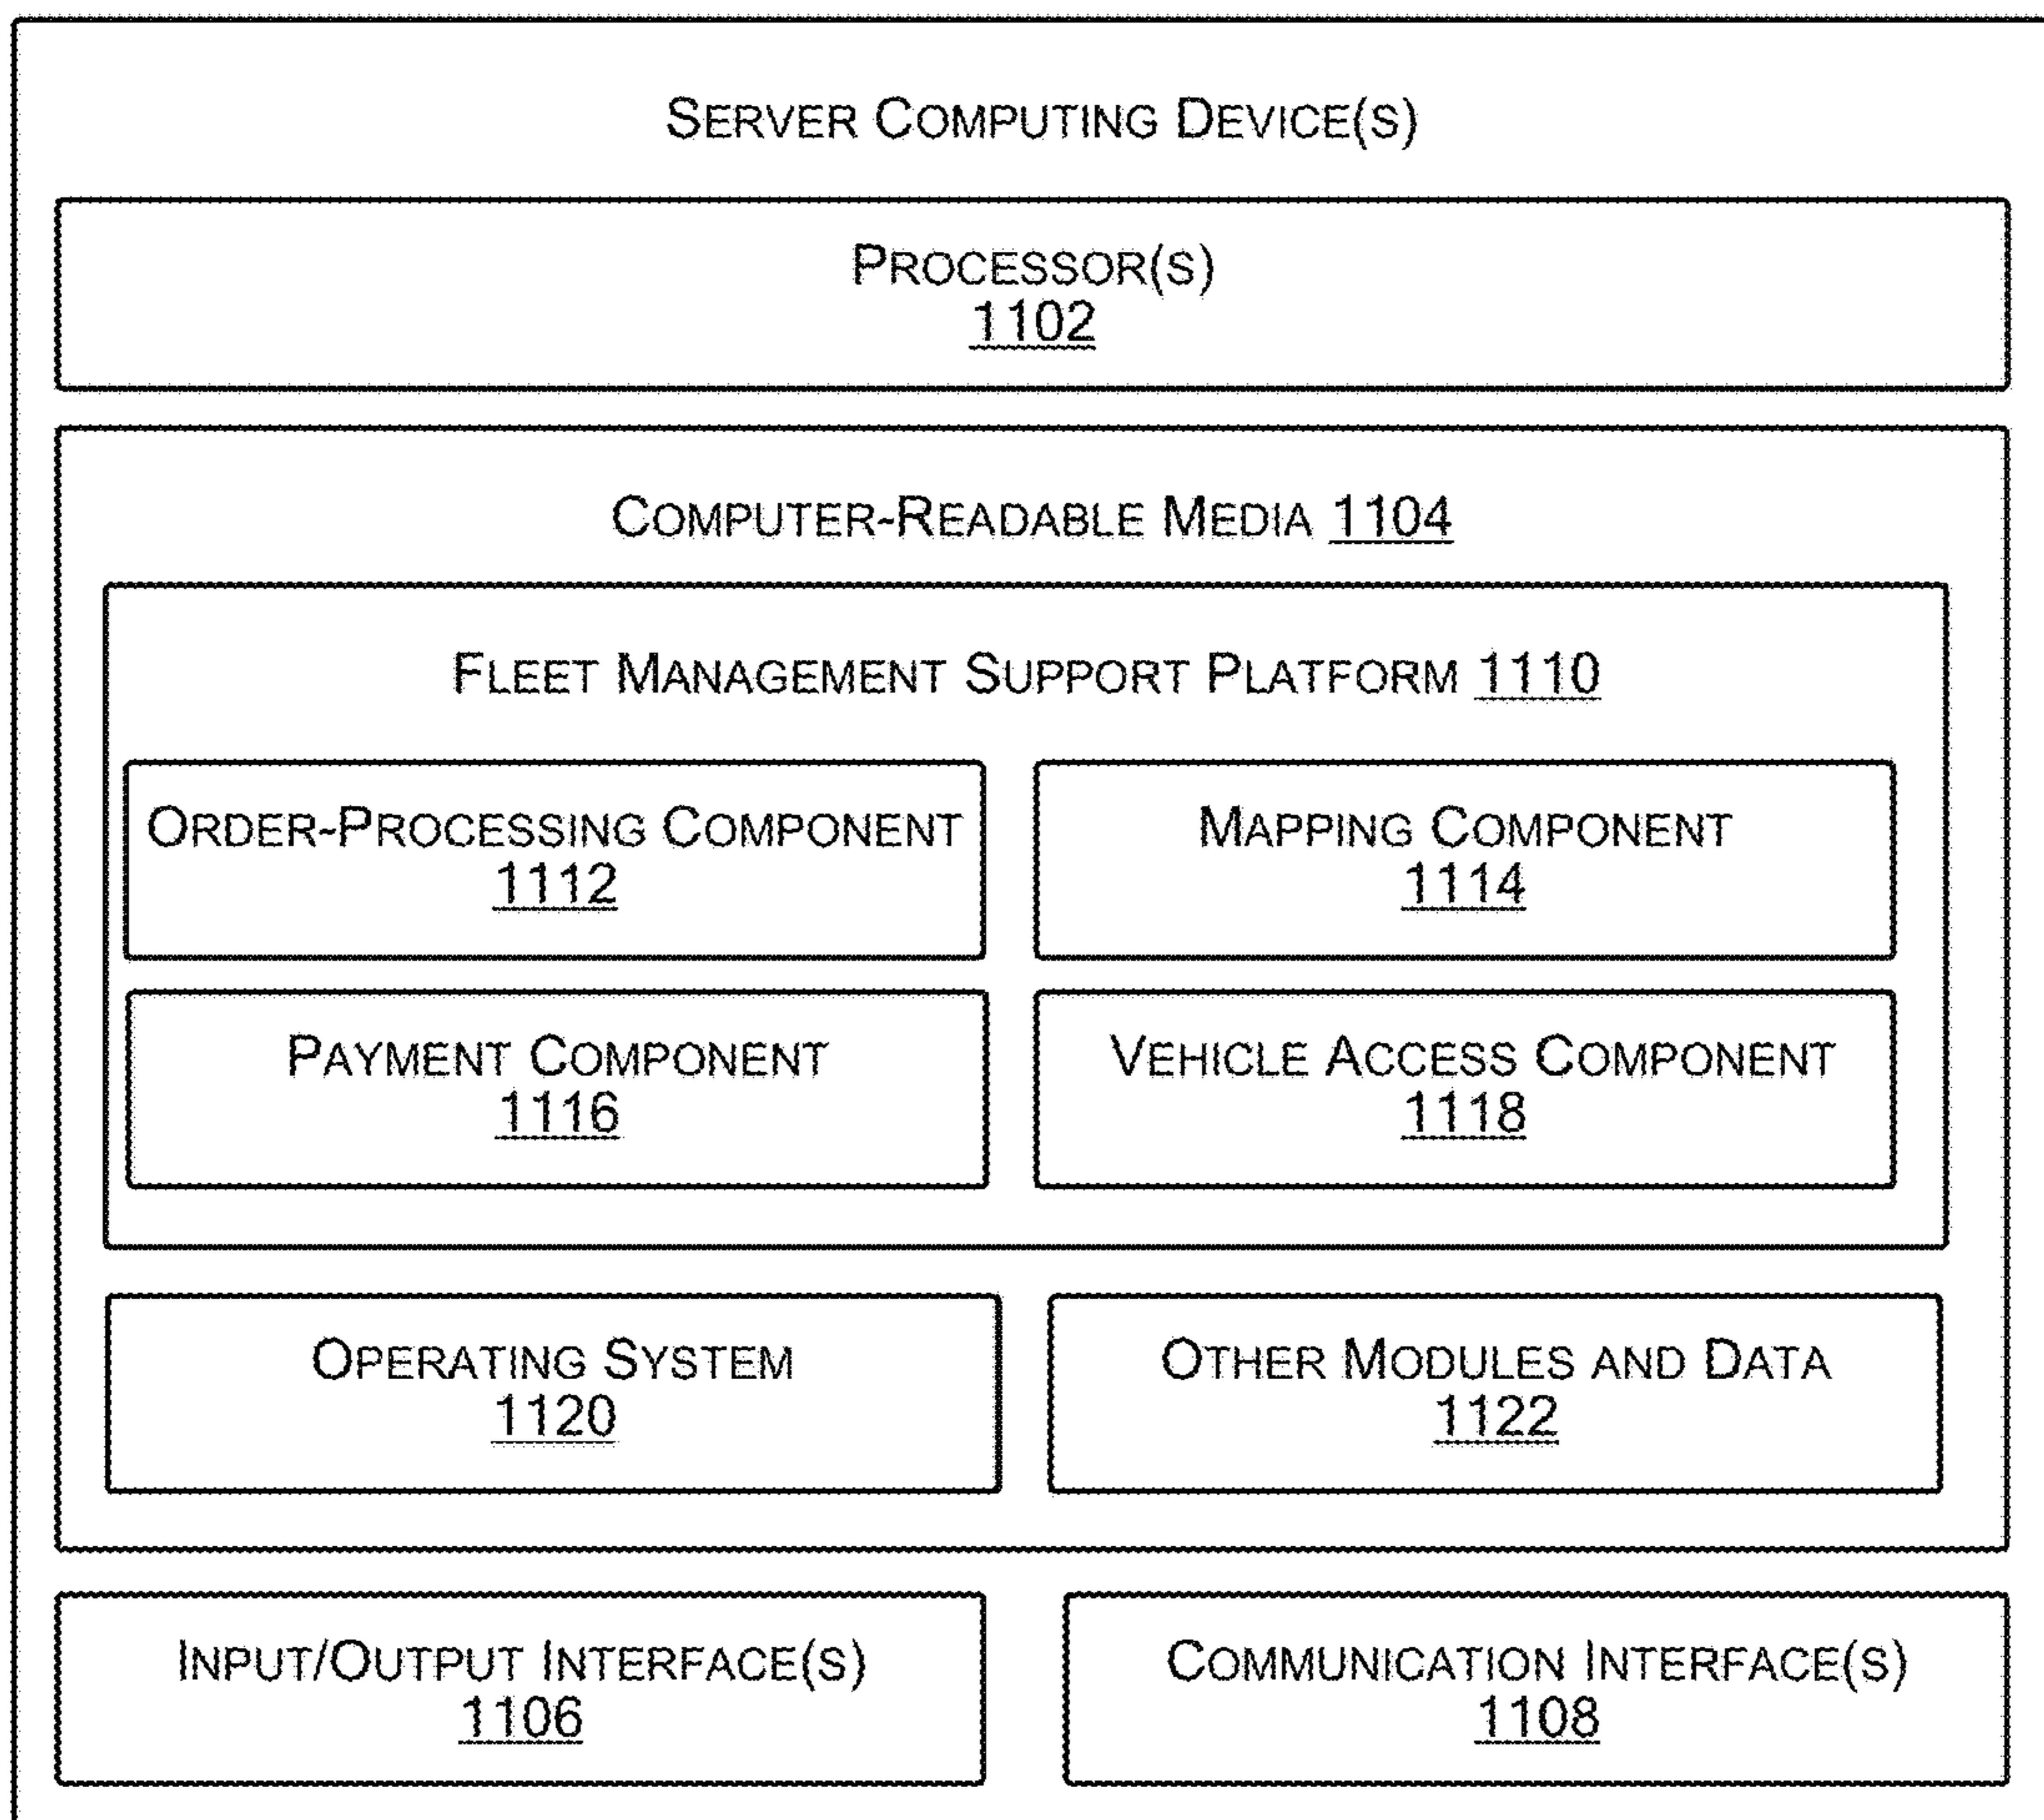 SERVER COMPUTING DEVICE(S)
PROCESSOR(S)
1102
COMPUTER-READABLE MEDIA 1104
FLEET MANAGEMENT SUPPORT PLATFORM 1110
ORDER-PROCESSING COMPONENT
1112
MAPPING COMPONENT
1114
PAYMENT COMPONENT
1116
VEHICLE ACCESS COMPONENT
1118
OPERATING SYSTEM
1120
OTHER MODULES AND DATA
1122
INPUT/OUTPUT INTERFACE(S)
1106
COMMUNICATION INTERFACE(S)
1108